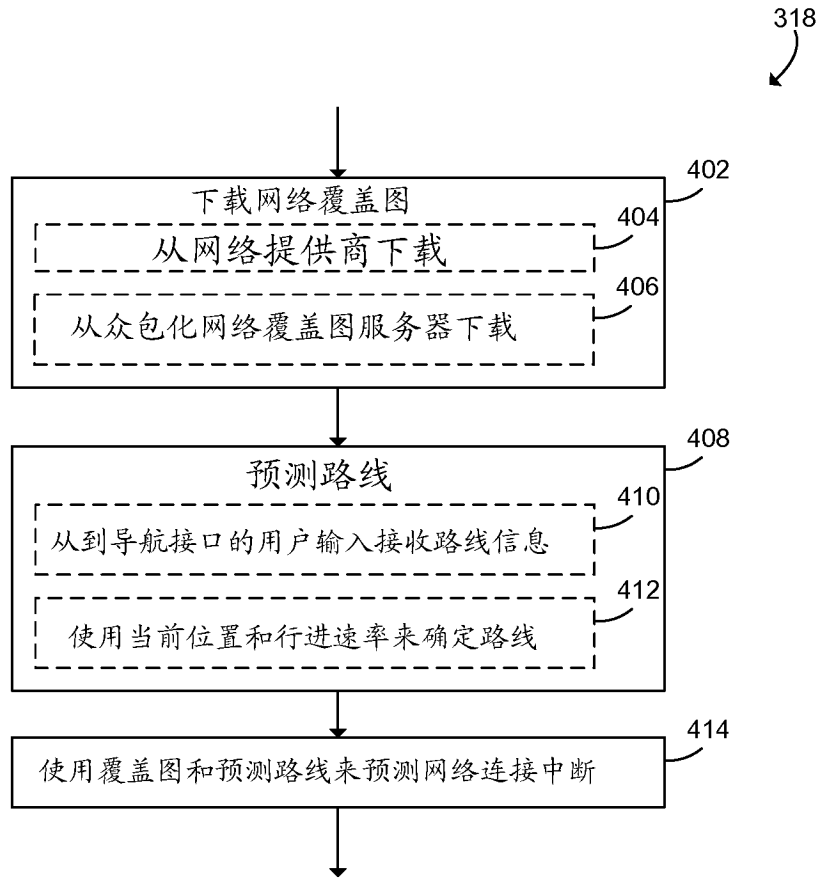 318
402
下载网络覆盖图
404
从网络提供商下载
406
从众包化网络覆盖图服务器下载
408
预测路线
410
从到导航接口的用户输入接收路线信息
412
使用当前位置和行进速率来确定路线
414
使用覆盖图和预测路线来预测网络连接中断